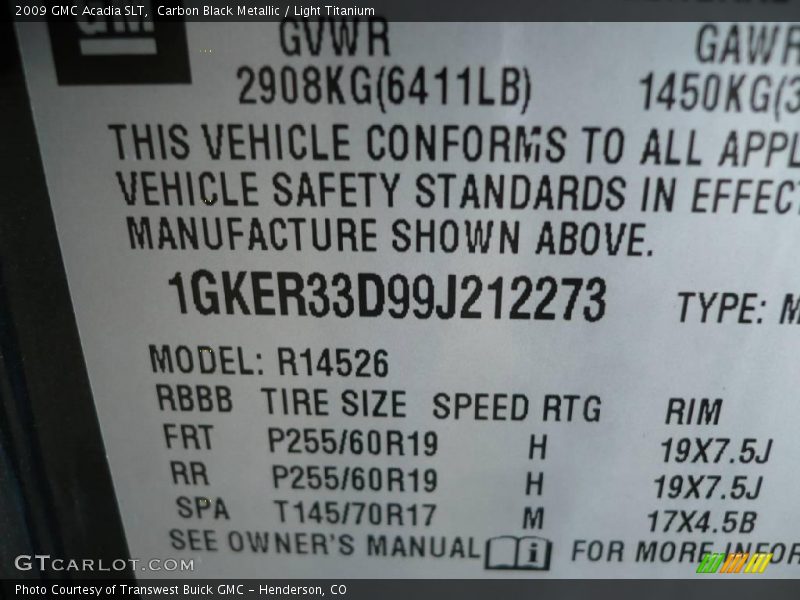 2009 GMC Acadia SLT,  Carbon Black Metallic / Light Titanium
GM
GVWR GAWR
2908KG(6411LB) 1450KG(3
THIS VEHICLE CONFORMS TO ALL APPL
VEHICLE SAFETY STANDARDS IN EFFECT
MANUFACTURE SHOWN ABOVE.
1GKER33D99J212273 TYPE: M
MODEL: R14526
RBBB TIRE SIZE SPEED RTG RIM
FRT P255/60R19 H 19X7.5J
RR P255/60R19 H 19X7.5J
SPA T145/70R17 M 17X4.5B
SEE OWNER'S MANUAL i FOR MORE INFOR
GTCARLOT.COM
Photo Courtesy of Transwest Buick GMC - Henderson, CO